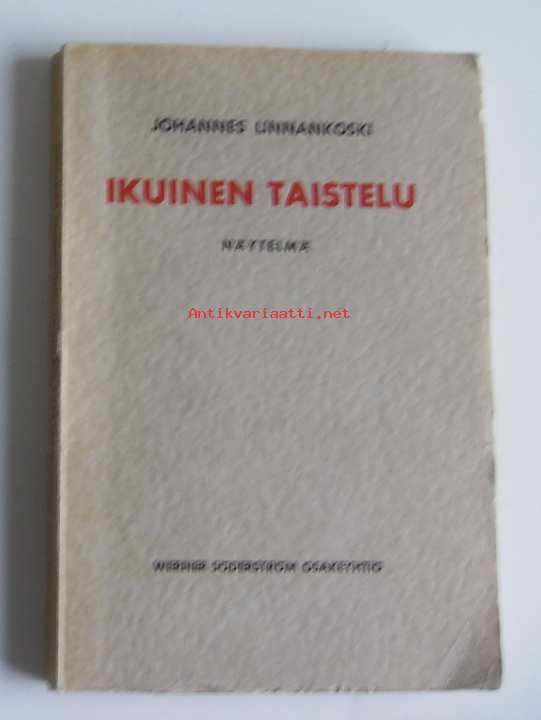 JOHANNES LINNANKOSKI
IKUINEN TAISTELU
NÄYTELMÄ
Antikvariaatti.net
WERNER SÖDERSTRÖM OSAKEYHTIÖ